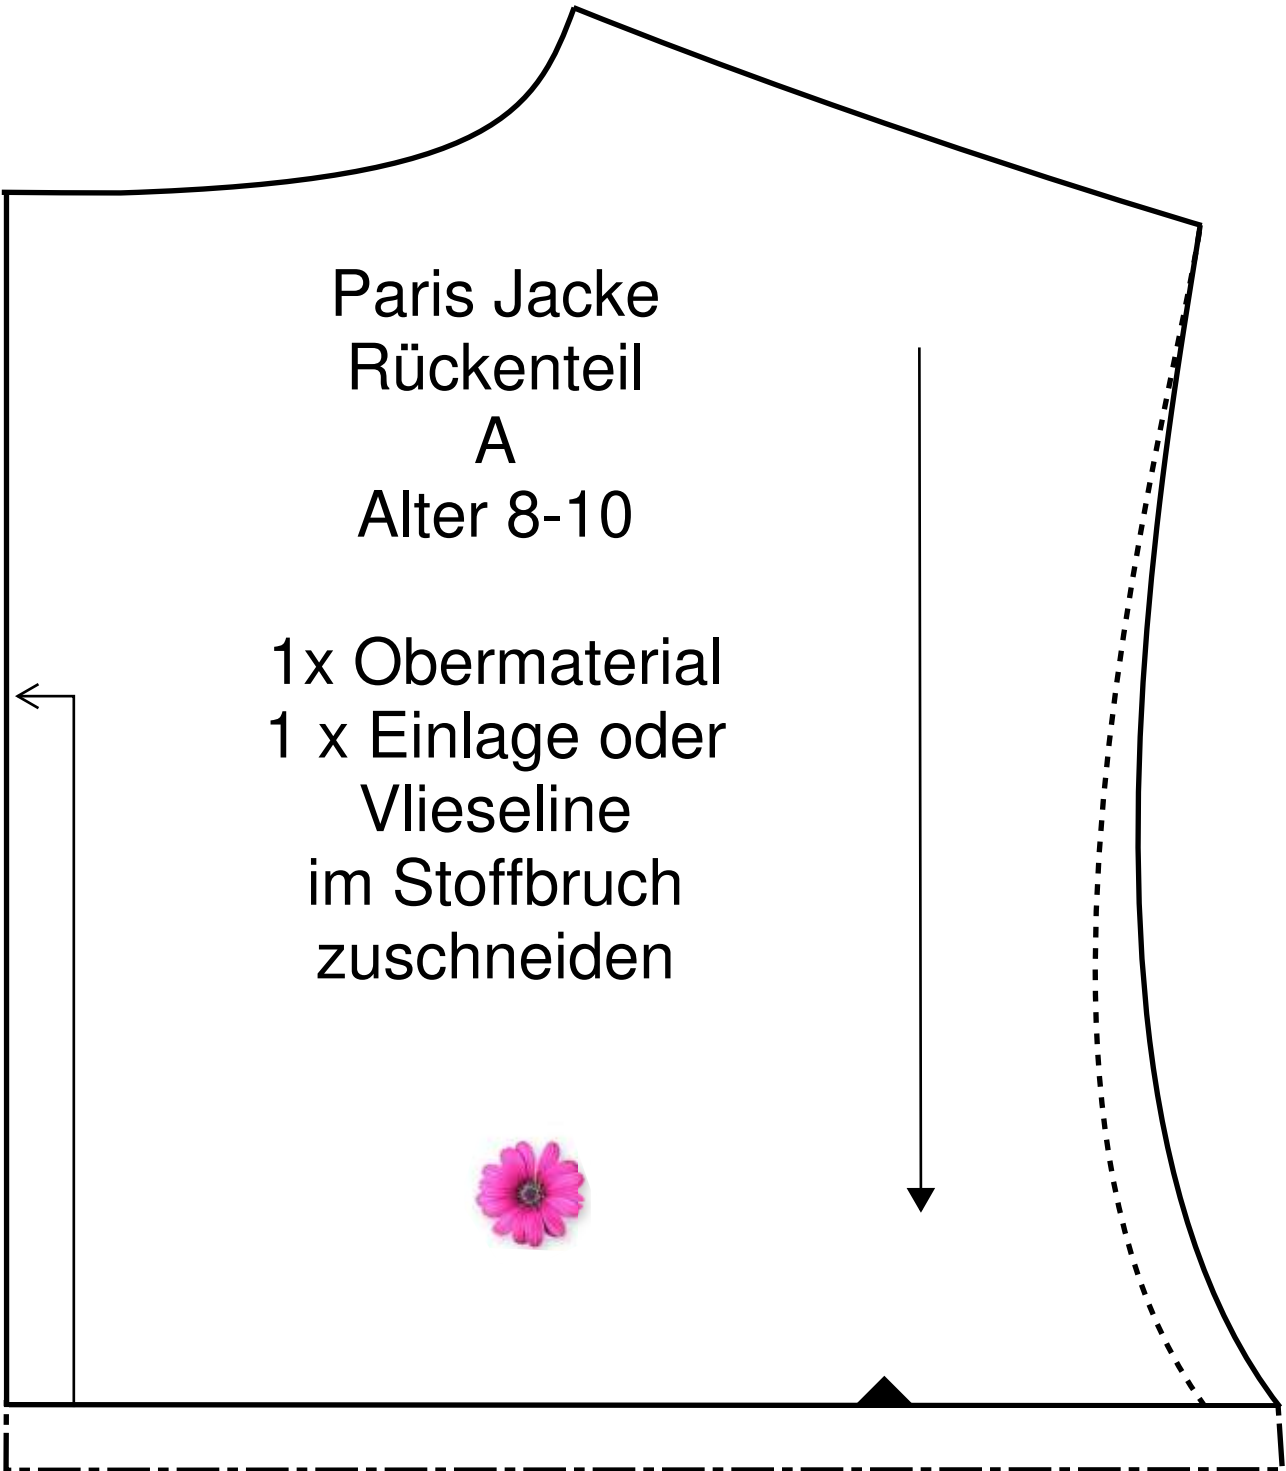 Paris Jacke
Rückenteil
A
Alter 8-10
1x Obermaterial
1 x Einlage oder
Vlieseline
im Stoffbruch
zuschneiden